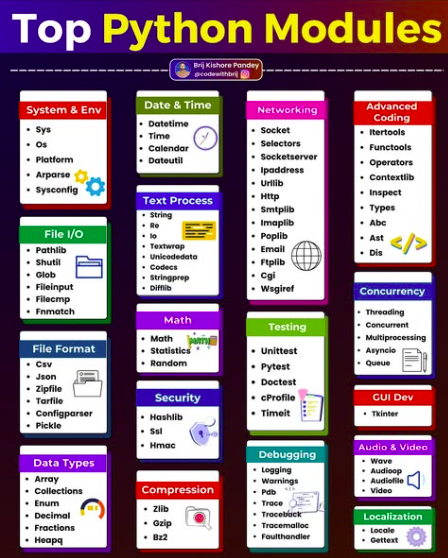 Top Python Modules
Brij Kishore Pandey
@codewithbrij
System & Env
Sys
Os
Platform
Arparse
Sysconfig
File I/O
Pathlib
Shutil
Glob
Fileinput
Filecmp
Fnmatch
File Format
Csv
Json
Zipfile
Tarfile
Configparser
Pickle
Data Types
Array
Collections
Enum
Decimal
Fractions
Heapq
Date & Time
Datetime
Time
Calendar
Dateutil
Text Process
String
Re
Io
Textwrap
Unicodedata
Codecs
Stringprep
Difflib
Math
Math
Statistics
Random
MATH
Security
Hashlib
Ssl
Hmac
Compression
Zlib
Gzip
Bz2
Networking
Socket
Selectors
Socketserver
Ipaddress
Urllib
Http
Smtplib
Imaplib
Poplib
Email
Ftplib
Cgi
Wsgiref
Testing
Unittest
Pytest
Doctest
cProfile
Timeit
Debugging
Logging
Warnings
Pdb
Trace
Traceback
Tracemalloc
Faulthandler
Advanced
Coding
Itertools
Functools
Operators
Contextlib
Inspect
Types
Abc
Ast
Dis
</>
Concurrency
Threading
Concurrent
Multiprocessing
Asyncio
Queue
GUI Dev
Tkinter
Audio & Video
Wave
Audioop
Audiofile
Video
Localization
Locale
Gettext